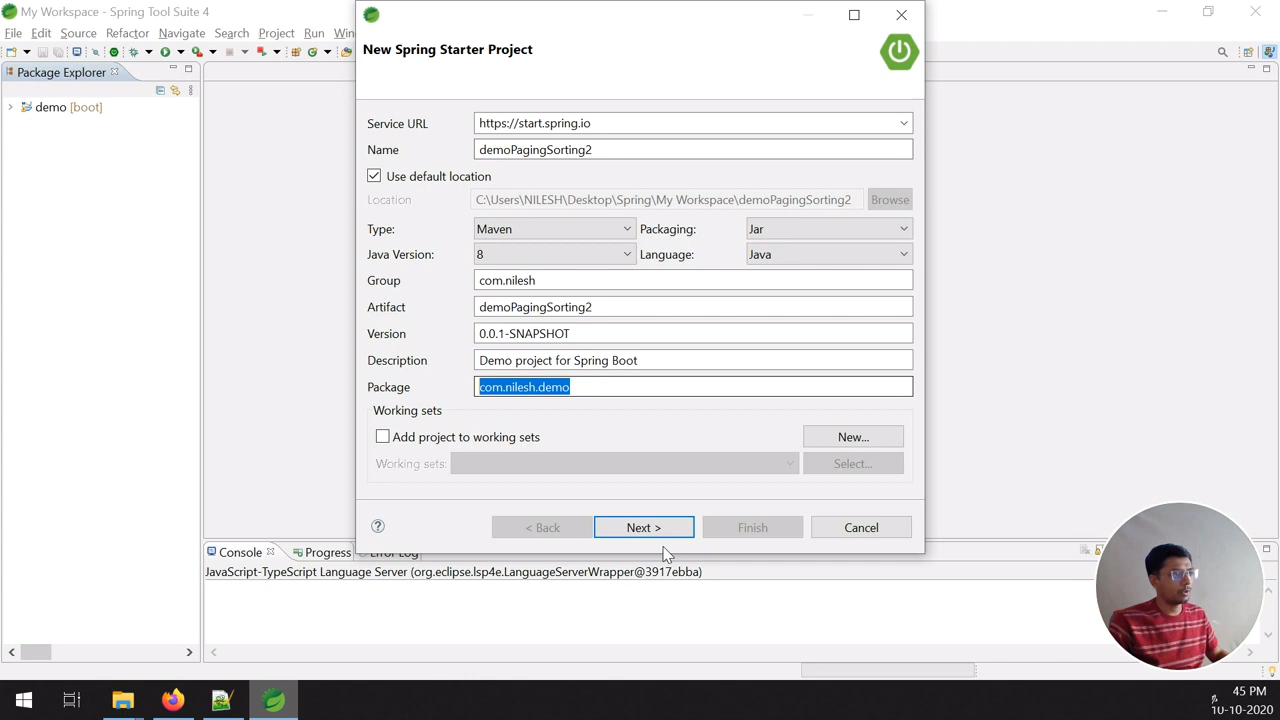 My Workspace - Spring Tool Suite 4
File Edit Source Refactor Navigate Search Project Run
Package Explorer
demo [boot]
New Spring Starter Project
Service URL https://start.spring.io
Name demoPagingSorting2
Use default location
Location C:\Users\NILESH\Desktop\Spring\My Workspace\demoPagingSorting2 Browse
Type: Maven Packaging: Jar
Java Version: 8 Language: Java
Group com.nilesh
Artifact demoPagingSorting2
Version 0.0.1-SNAPSHOT
Description Demo project for Spring Boot
Package com.nilesh.demo
Working sets
Add project to working sets New...
Working sets: Select...
? < Back Next > Finish Cancel
Console Progress Error Log
JavaScript-TypeScript Language Server (org.eclipse.lsp4e.LanguageServerWrapper@3917ebba)
45 PM
10-10-2020